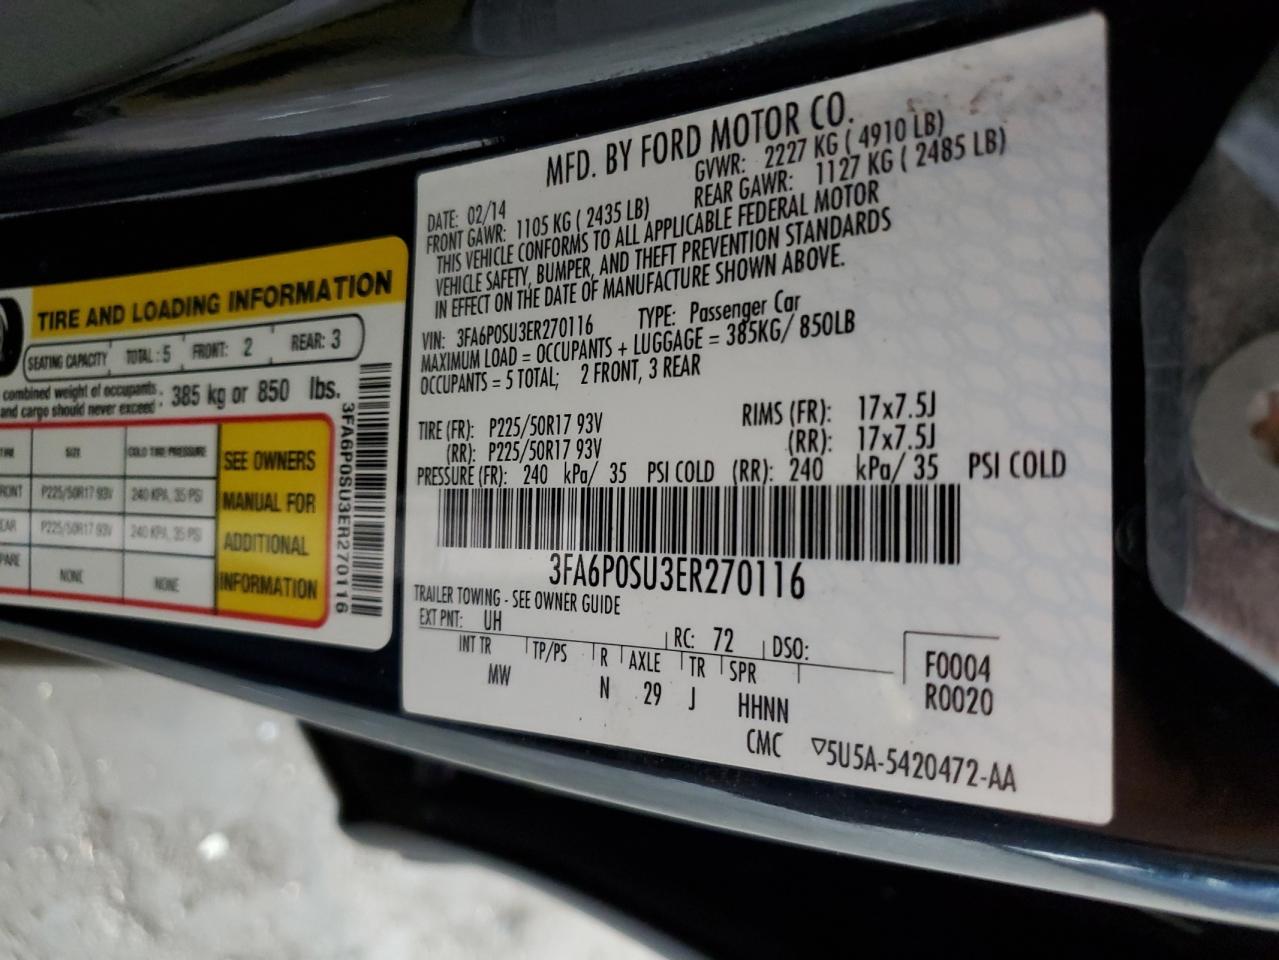 TIRE AND LOADING INFORMATION
SEATING CAPACITY TOTAL: 5 FRONT: 2 REAR: 3
combined weight of occupants
and cargo should never exceed 385 kg or 850 lbs.
SIZE COLD TIRE PRESSURE
P225/50R17 93V 240 KPA, 35 PSI
P225/50R17 93V 240 KPA, 35 PSI
NONE NONE
SEE OWNERS
MANUAL FOR
ADDITIONAL
INFORMATION
3FA6P0SU3ER270116
MFD. BY FORD MOTOR CO.
DATE: 02/14 GVWR: 2227 KG ( 4910 LB)
FRONT GAWR: 1105 KG ( 2435 LB) REAR GAWR: 1127 KG ( 2485 LB)
THIS VEHICLE CONFORMS TO ALL APPLICABLE FEDERAL MOTOR
VEHICLE SAFETY, BUMPER, AND THEFT PREVENTION STANDARDS
IN EFFECT ON THE DATE OF MANUFACTURE SHOWN ABOVE.
VIN: 3FA6P0SU3ER270116 TYPE: Passenger Car
MAXIMUM LOAD = OCCUPANTS + LUGGAGE = 385KG/ 850LB
OCCUPANTS = 5 TOTAL; 2 FRONT, 3 REAR
TIRE (FR): P225/50R17 93V RIMS (FR): 17x7.5J
(RR): P225/50R17 93V (RR): 17x7.5J
PRESSURE (FR): 240 kPa/ 35 PSI COLD (RR): 240 kPa/ 35 PSI COLD
3FA6P0SU3ER270116
TRAILER TOWING - SEE OWNER GUIDE
EXT PNT: UH RC: 72 DSO:
INT TR TP/PS R AXLE TR SPR
MW N 29 J HHNN
CMC
F0004
R0020
▽5U5A-5420472-AA